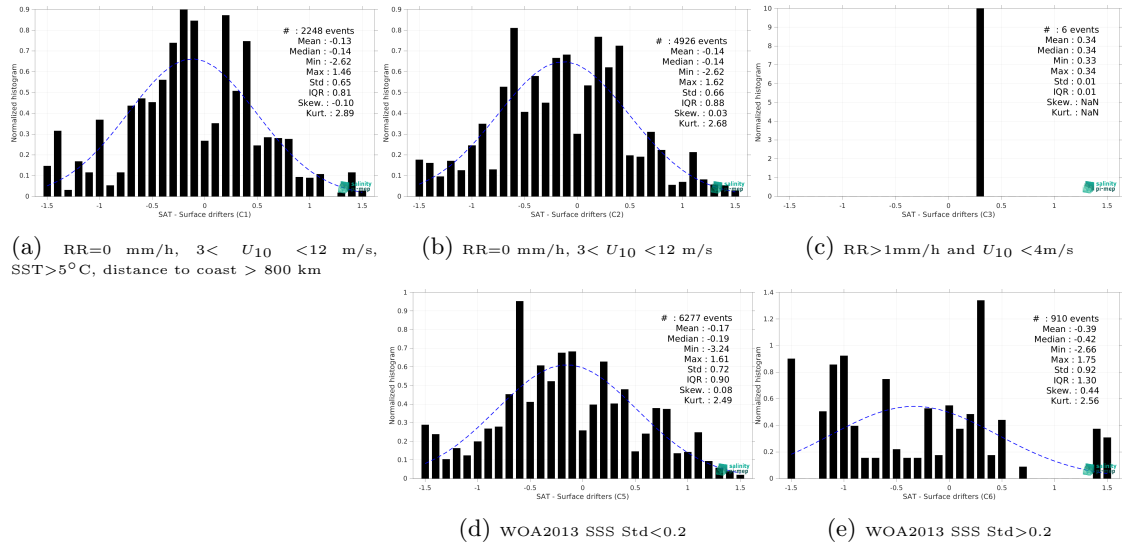 0.9
0.8
0.7
0.6
0.5
0.4
0.3
0.2
0.1
0
Normalized histogram
# : 2248 events
Mean : -0.13
Median : -0.14
Min : -2.62
Max : 1.46
Std : 0.65
IQR : 0.81
Skew. : -0.10
Kurt. : 2.89
salinity
pi-mep
-1.5 -1 -0.5 0 0.5 1 1.5
SAT - Surface drifters (C1)
(a) RR=0 mm/h, 3< U10 <12 m/s,
SST>5°C, distance to coast > 800 km
0.9
0.8
0.7
0.6
0.5
0.4
0.3
0.2
0.1
0
Normalized histogram
# : 4926 events
Mean : -0.14
Median : -0.14
Min : -2.62
Max : 1.62
Std : 0.66
IQR : 0.88
Skew. : 0.03
Kurt. : 2.68
salinity
pi-mep
-1.5 -1 -0.5 0 0.5 1 1.5
SAT - Surface drifters (C2)
(b) RR=0 mm/h, 3< U10 <12 m/s
10
9
8
7
6
5
4
3
2
1
0
Normalized histogram
# : 6 events
Mean : 0.34
Median : 0.34
Min : 0.33
Max : 0.34
Std : 0.01
IQR : 0.01
Skew. : NaN
Kurt. : NaN
salinity
pi-mep
-1.5 -1 -0.5 0 0.5 1 1.5
SAT - Surface drifters (C3)
(c) RR>1mm/h and U10 <4m/s
1
0.9
0.8
0.7
0.6
0.5
0.4
0.3
0.2
0.1
0
Normalized histogram
# : 6277 events
Mean : -0.17
Median : -0.19
Min : -3.24
Max : 1.61
Std : 0.72
IQR : 0.90
Skew. : 0.08
Kurt. : 2.49
salinity
pi-mep
-1.5 -1 -0.5 0 0.5 1 1.5
SAT - Surface drifters (C5)
(d) WOA2013 SSS Std<0.2
1.4
1.2
1
0.8
0.6
0.4
0.2
0
Normalized histogram
# : 910 events
Mean : -0.39
Median : -0.42
Min : -2.66
Max : 1.75
Std : 0.92
IQR : 1.30
Skew. : 0.44
Kurt. : 2.56
salinity
pi-mep
-1.5 -1 -0.5 0 0.5 1 1.5
SAT - Surface drifters (C6)
(e) WOA2013 SSS Std>0.2